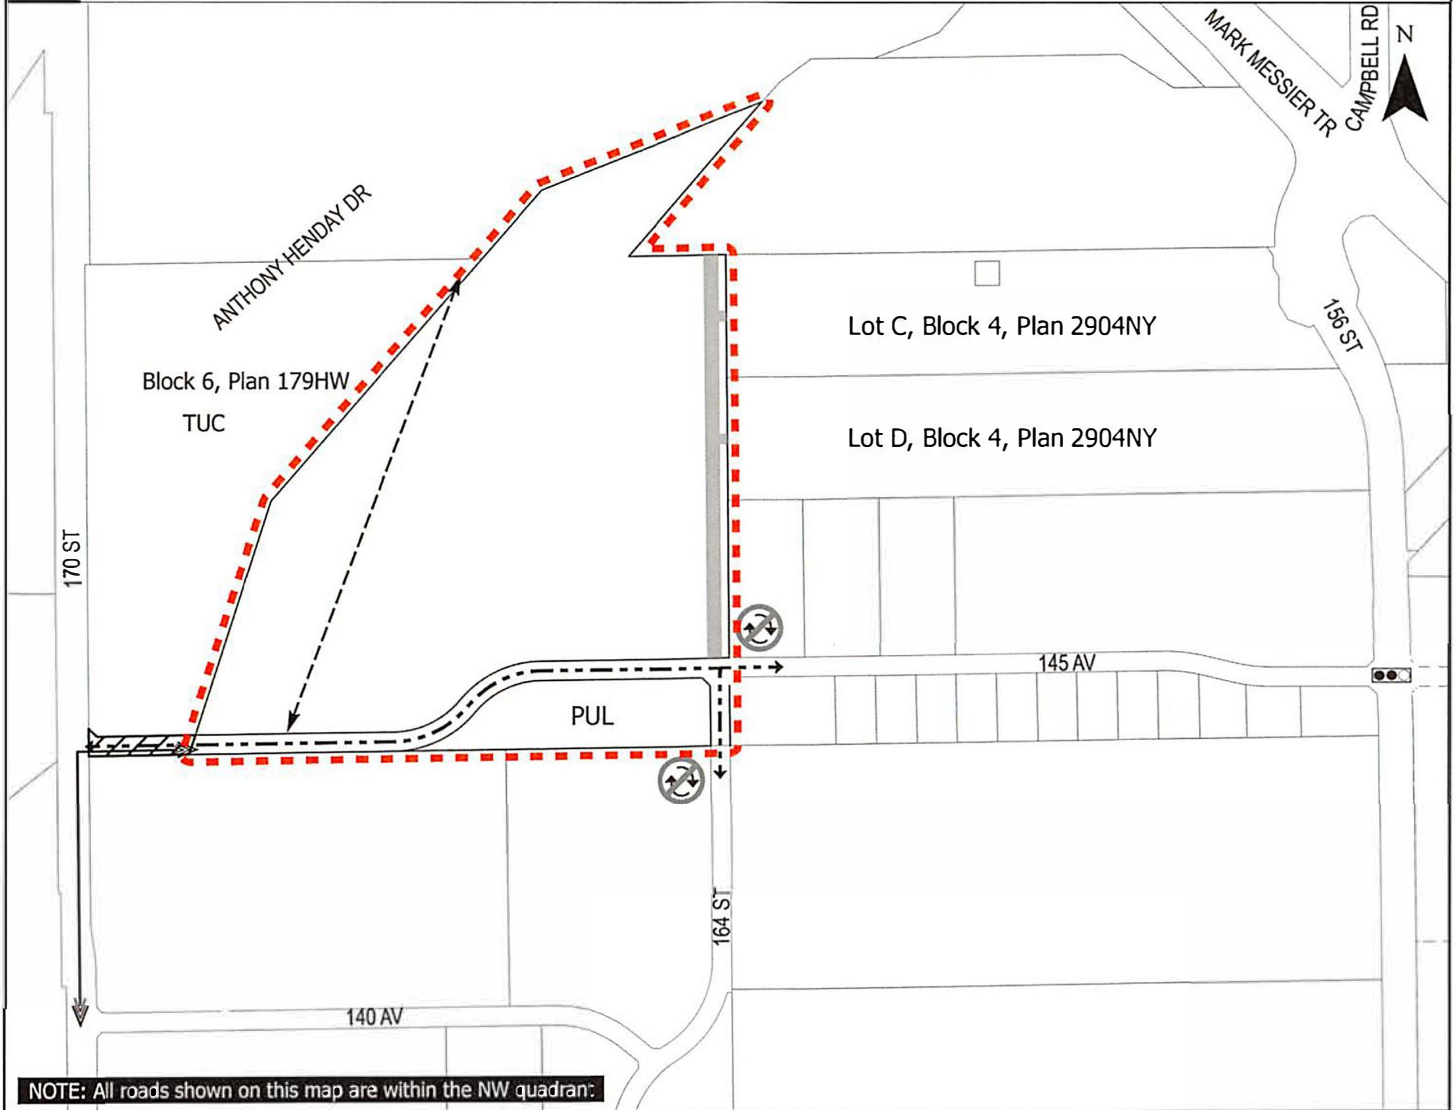 MARK MESSIER TR
CAMPBELL RD
N
ANTHONY HENDAY DR
156 ST
Lot C, Block 4, Plan 2904NY
Block 6, Plan 179HW
TUC
Lot D, Block 4, Plan 2904NY
170 ST
145 AV
PUL
164 ST
140 AV
NOTE: All roads shown on this map are within the NW quadrant